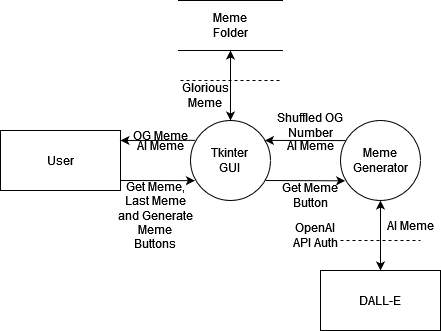 Meme
Folder
Glorious
Meme
Shuffled OG
Number
AI Meme
OG Meme
AI Meme
User
Tkinter
GUI
Meme
Generator
Get Meme,
Last Meme
and Generate
Meme
Buttons
Get Meme
Button
OpenAI
API Auth
AI Meme
DALL-E